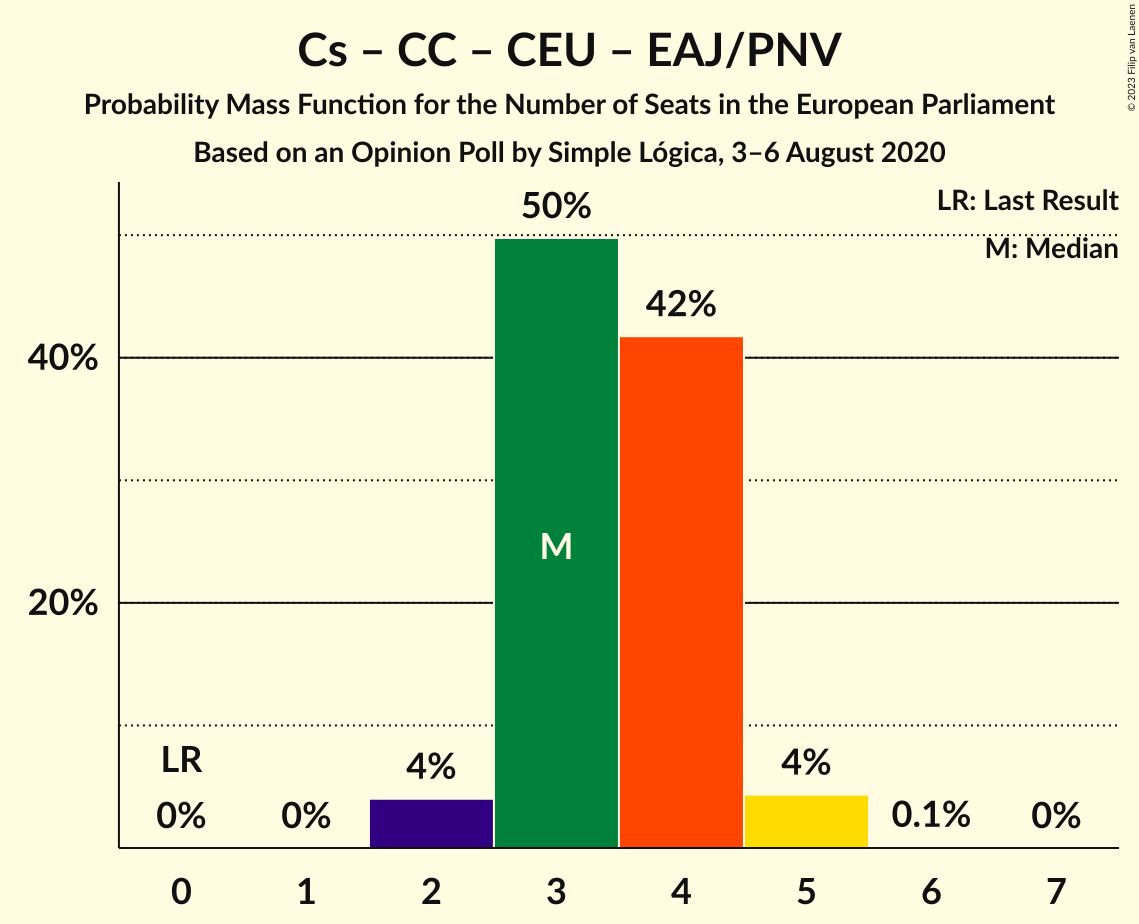 Cs – CC – CEU – EAJ/PNV
Probability Mass Function for the Number of Seats in the European Parliament
Based on an Opinion Poll by Simple Lógica, 3–6 August 2020
© 2023 Filip van Laenen
LR: Last Result
M: Median
50%
42%
40%
M
20%
LR
0%
0%
4%
4%
0.1%
0%
0 1 2 3 4 5 6 7